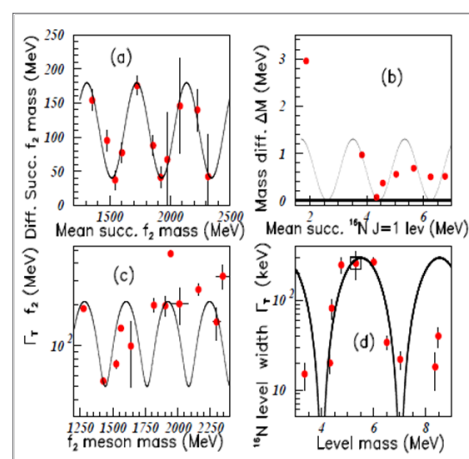 Diff. Succ. f₂ mass (MeV)
250
200
150
100
50
0
(a)
1500 2000 2500
Mean succ. f₂ mass (MeV)
Mass diff. ΔM (MeV)
3
2
1
0
(b)
2 4 6
Mean succ. ¹⁶N J=1 lev (MeV)
Γ_T f₂ (MeV)
10²
(c)
1250 1500 1750 2000 2250
f₂ meson mass (MeV)
¹⁶N level width Γ_T (keV)
10²
10
(d)
4 6 8
Level mass (MeV)